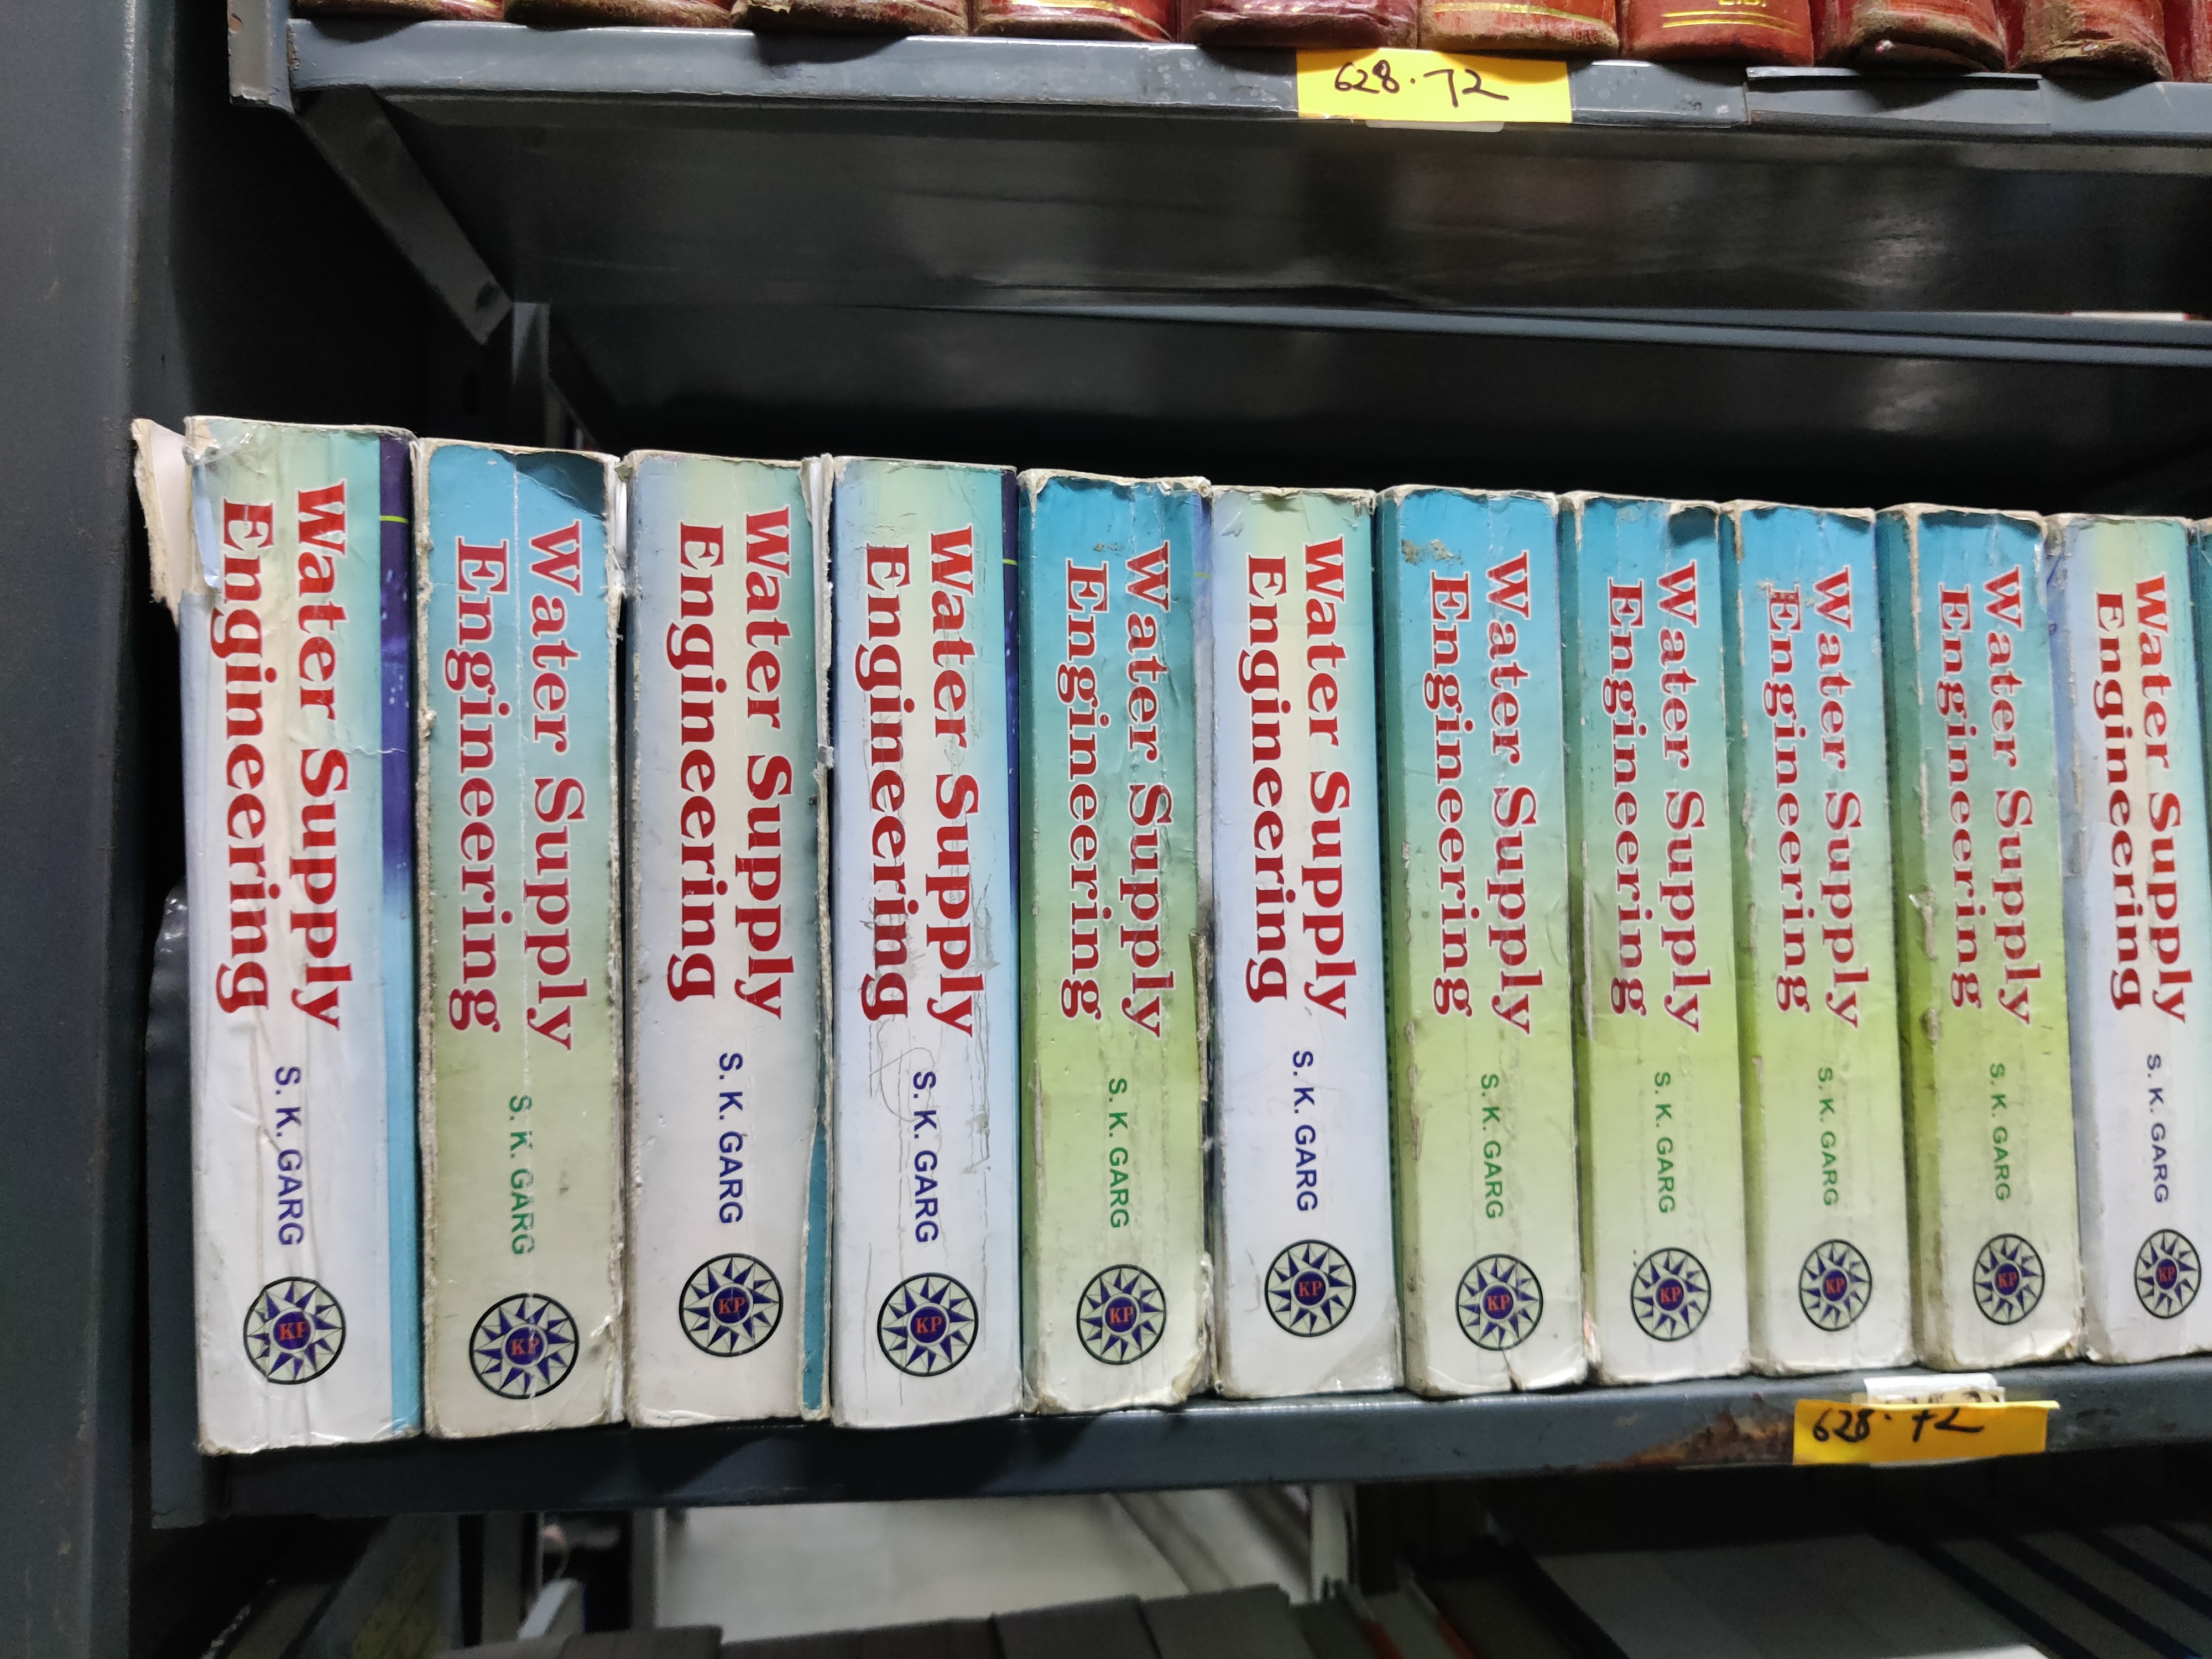 628.72
Water Supply
Engineering
S. K. GARG
KP
Water Supply
Engineering
S. K. GARG
KP
Water Supply
Engineering
S. K. GARG
KP
Water Supply
Engineering
S. K. GARG
KP
Water Supply
Engineering
S. K. GARG
KP
Water Supply
Engineering
S. K. GARG
KP
Water Supply
Engineering
S. K. GARG
KP
Water Supply
Engineering
S. K. GARG
KP
Water Supply
Engineering
S. K. GARG
KP
Water Supply
Engineering
S. K. GARG
KP
Water Supply
Engineering
S. K. GARG
KP
628.72